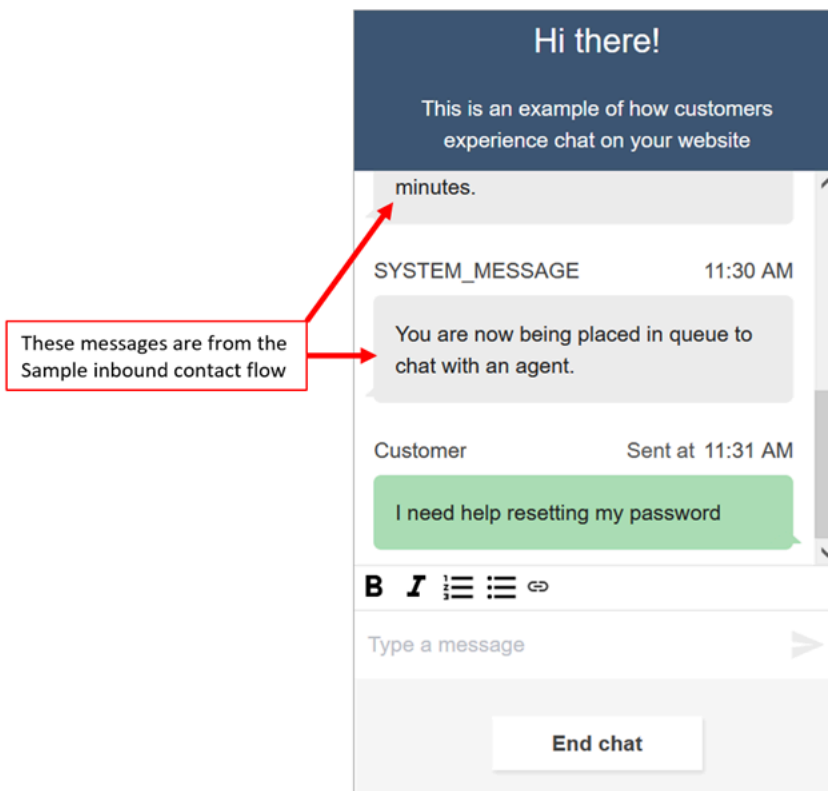 Hi there!
This is an example of how customers
experience chat on your website
minutes.
SYSTEM_MESSAGE 11:30 AM
You are now being placed in queue to
chat with an agent.
These messages are from the
Sample inbound contact flow
Customer Sent at 11:31 AM
I need help resetting my password
B I
Type a message
End chat